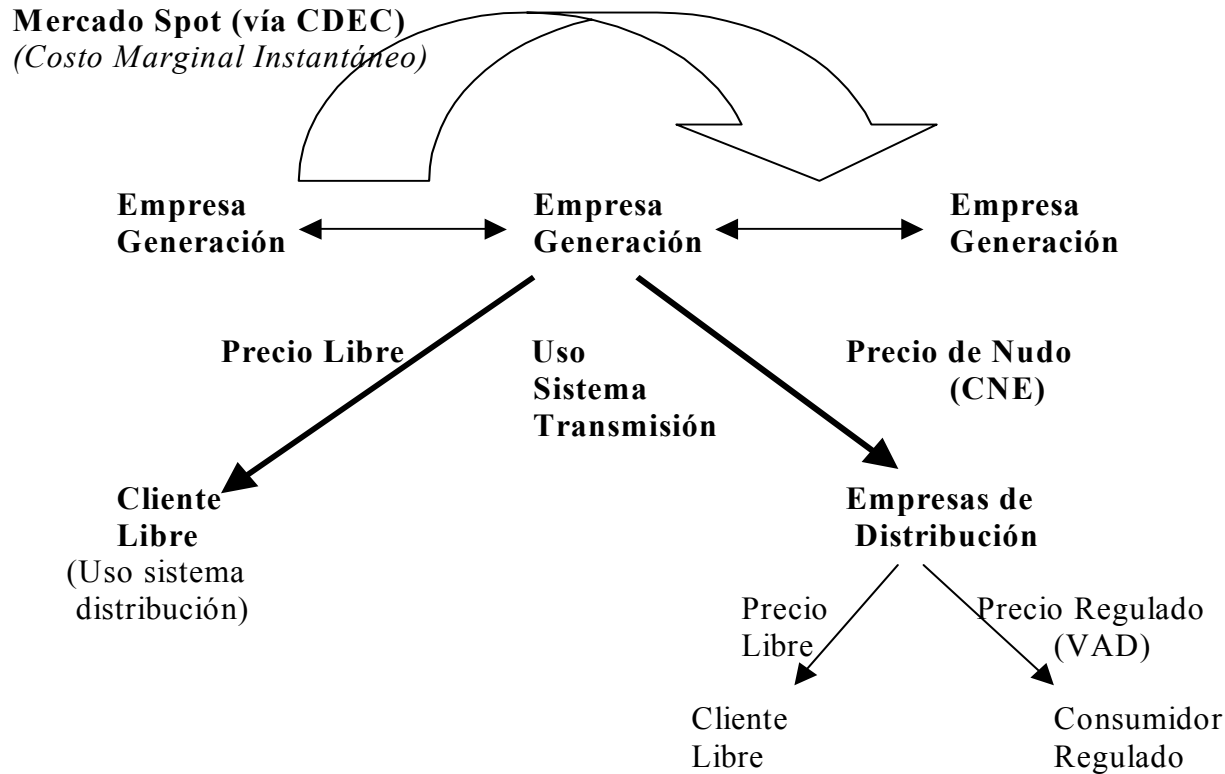 Mercado Spot (vía CDEC)
(Costo Marginal Instantáneo)
Empresa
Generación
Empresa
Generación
Empresa
Generación
Precio Libre
Uso
Sistema
Transmisión
Precio de Nudo
(CNE)
Cliente
Libre
(Uso sistema
distribución)
Empresas de
Distribución
Precio
Libre
Precio Regulado
(VAD)
Cliente
Libre
Consumidor
Regulado